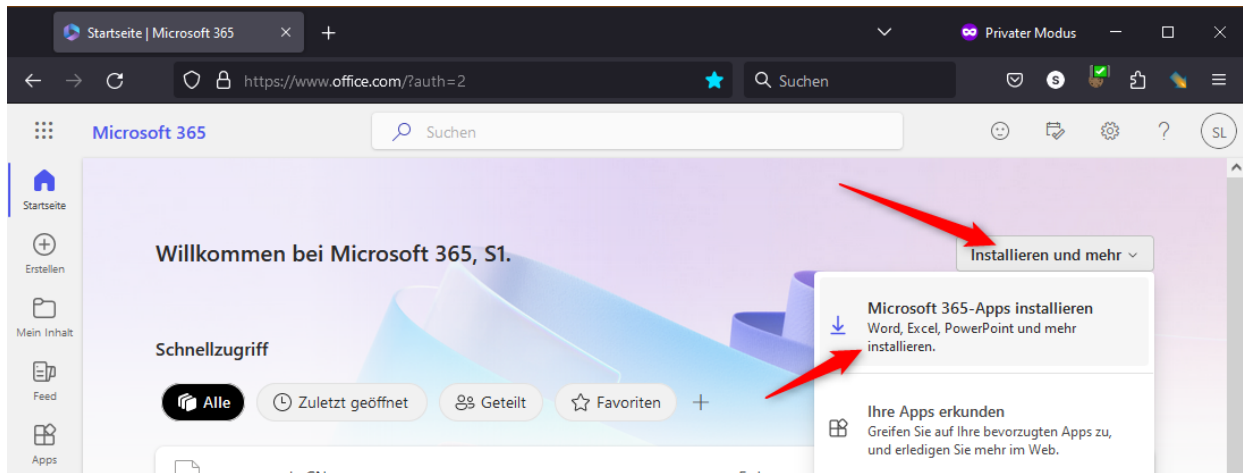 Startseite | Microsoft 365
Privater Modus
https://www.office.com/?auth=2
Suchen
S
Microsoft 365
Suchen
SL
Startseite
Erstellen
Mein Inhalt
Feed
Apps
Willkommen bei Microsoft 365, S1.
Installieren und mehr
Microsoft 365-Apps installieren
Word, Excel, PowerPoint und mehr
installieren.
Schnellzugriff
Alle
Zuletzt geöffnet
Geteilt
Favoriten
Ihre Apps erkunden
Greifen Sie auf Ihre bevorzugten Apps zu,
und erledigen Sie mehr im Web.